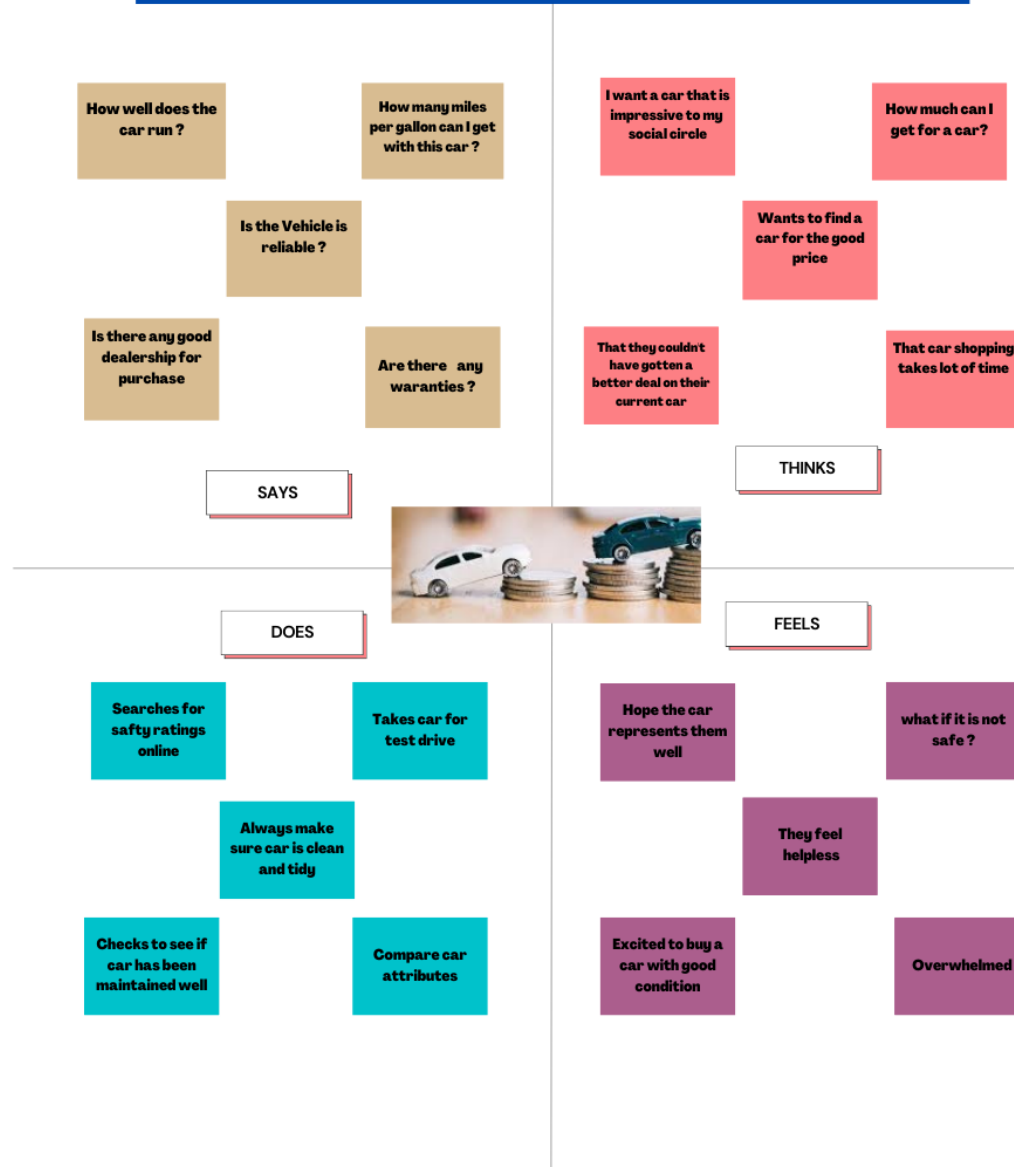 How well does the
car run ?
How many miles
per gallon can I get
with this car ?
Is the Vehicle is
reliable ?
Is there any good
dealership for
purchase
Are there any
waranties ?
SAYS
I want a car that is
impressive to my
social circle
How much can I
get for a car?
Wants to find a
car for the good
price
That they couldn't
have gotten a
better deal on their
current car
That car shopping
takes lot of time
THINKS
DOES
Searches for
safty ratings
online
Takes car for
test drive
Always make
sure car is clean
and tidy
Checks to see if
car has been
maintained well
Compare car
attributes
FEELS
Hope the car
represents them
well
what if it is not
safe ?
They feel
helpless
Excited to buy a
car with good
condition
Overwhelmed